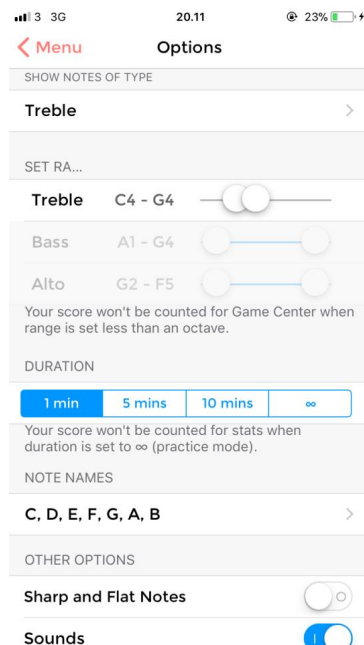 3 3G 20.11 23%
Menu Options
SHOW NOTES OF TYPE
Treble
SET RA...
Treble C4 - G4
Bass A1 - G4
Alto G2 - F5
Your score won't be counted for Game Center when
range is set less than an octave.
DURATION
1 min 5 mins 10 mins ∞
Your score won't be counted for stats when
duration is set to ∞ (practice mode).
NOTE NAMES
C, D, E, F, G, A, B
OTHER OPTIONS
Sharp and Flat Notes
Sounds